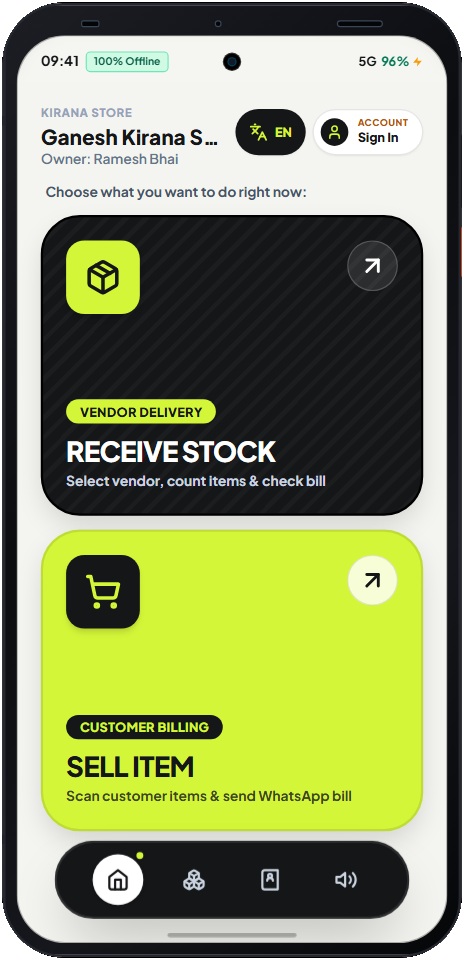 09:41 100% Offline 5G 96%
KIRANA STORE
Ganesh Kirana S...
Owner: Ramesh Bhai
EN
ACCOUNT
Sign In
Choose what you want to do right now:
VENDOR DELIVERY
RECEIVE STOCK
Select vendor, count items & check bill
CUSTOMER BILLING
SELL ITEM
Scan customer items & send WhatsApp bill